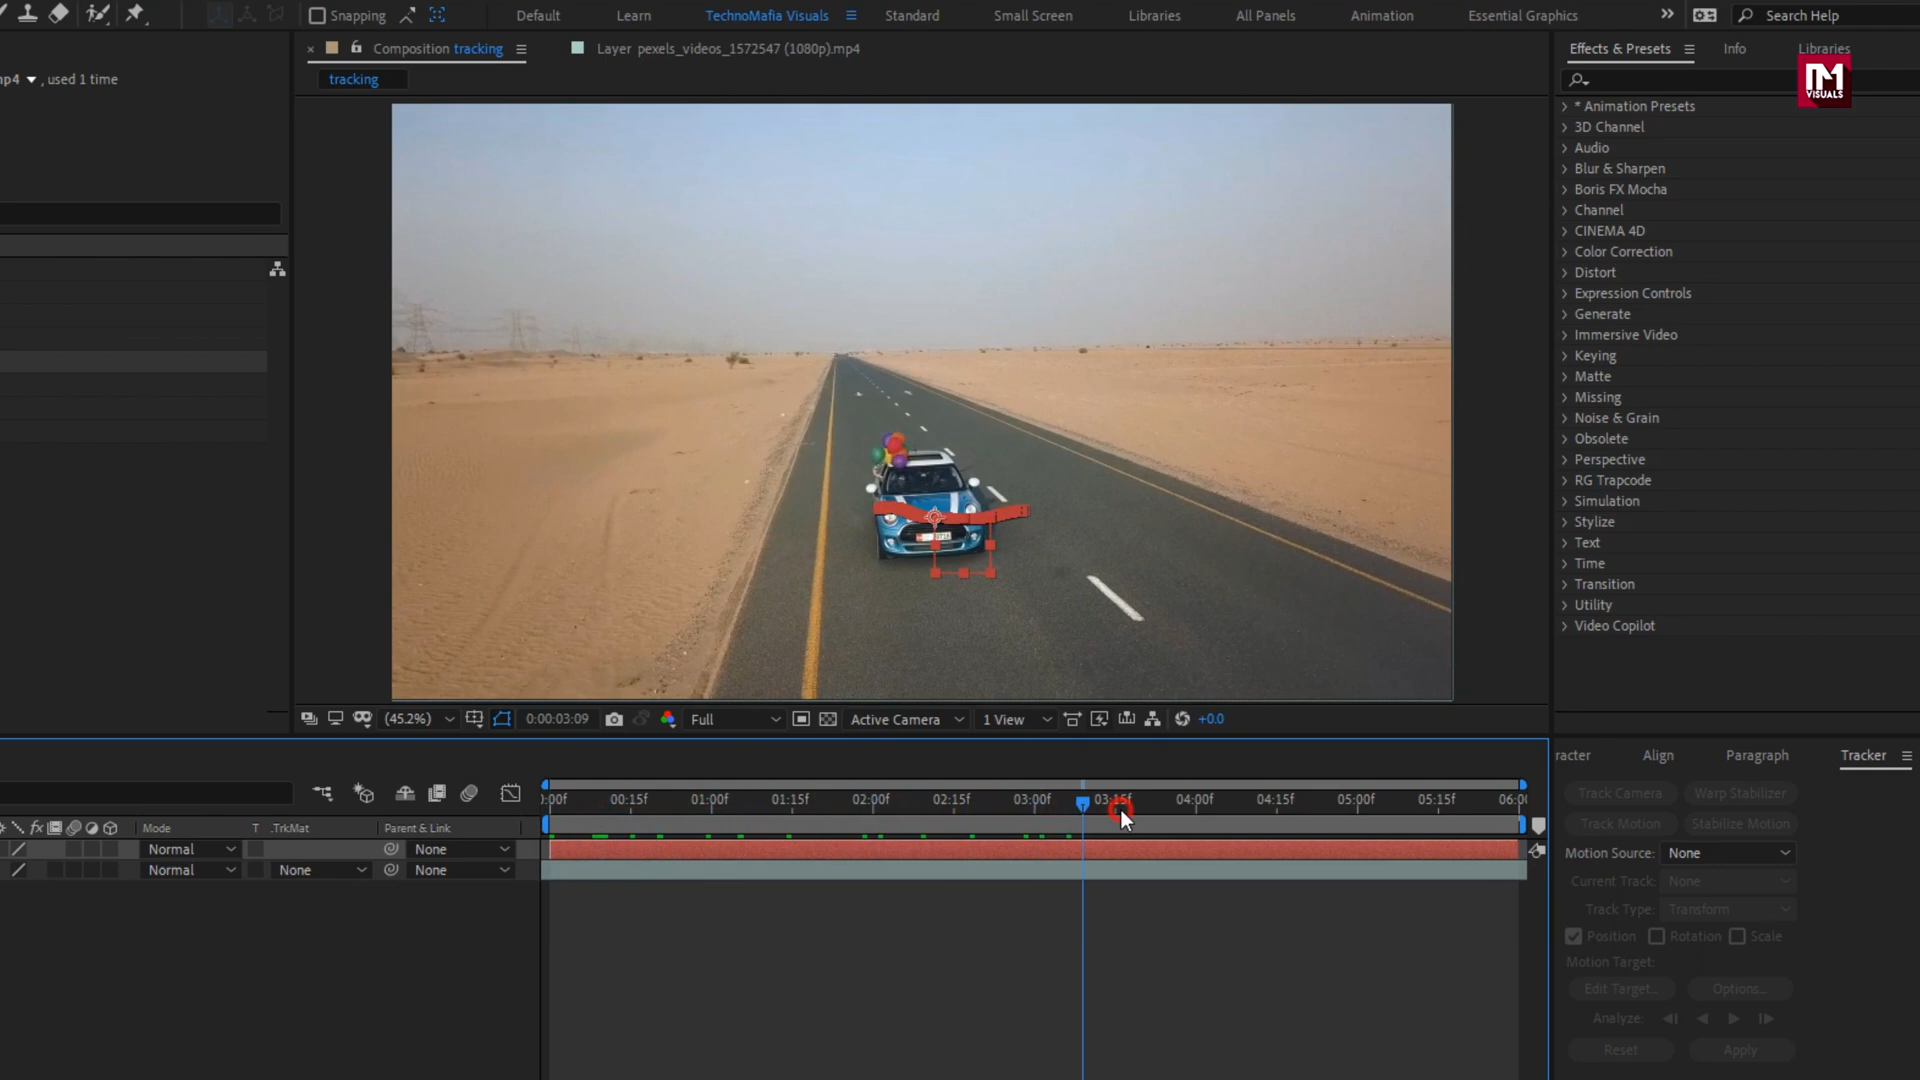 Snapping
Default
Learn
TechnoMafia Visuals
Standard
Small Screen
Libraries
All Panels
Animation
Essential Graphics
Search Help
Composition tracking
Layer pexels_videos_1572547 (1080p).mp4
Effects & Presets
Info
Libraries
, used 1 time
tracking
VISUALS
* Animation Presets
3D Channel
Audio
Blur & Sharpen
Boris FX Mocha
Channel
CINEMA 4D
Color Correction
Distort
Expression Controls
Generate
Immersive Video
Keying
Matte
Missing
Noise & Grain
Obsolete
Perspective
RG Trapcode
Simulation
Stylize
Text
Time
Transition
Utility
Video Copilot
(45.2%)
0:00:03:09
Full
Active Camera
1 View
+0.0
racter
Align
Paragraph
Tracker
:00f
00:15f
01:00f
01:15f
02:00f
02:15f
03:00f
03:15f
04:00f
04:15f
05:00f
05:15f
06:0
Mode
T
.TrkMat
Parent & Link
Normal
None
Normal
None
None
Track Camera
Warp Stabilizer
Track Motion
Stabilize Motion
Motion Source:
None
Current Track:
None
Track Type:
Transform
Position
Rotation
Scale
Motion Target:
Edit Target...
Options...
Analyze:
Reset
Apply